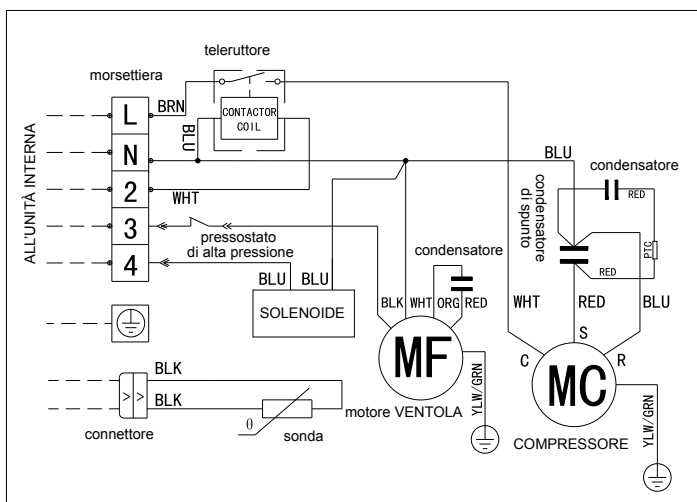 teleruttore
morsettiera
L
BRN
CONTACTOR
COIL
BLU
N
BLU
condensatore
2
WHT
RED
condensatore
di spunto
ALL'UNITÀ INTERNA
3
pressostato
di alta pressione
PTC
condensatore
RED
4
BLU
BLU
SOLENOIDE
BLK
WHT
ORG
RED
WHT
RED
BLU
S
C
R
MF
MC
BLK
BLK
YLW/GRN
motore VENTOLA
θ
connettore
sonda
COMPRESSORE
YLW/GRN